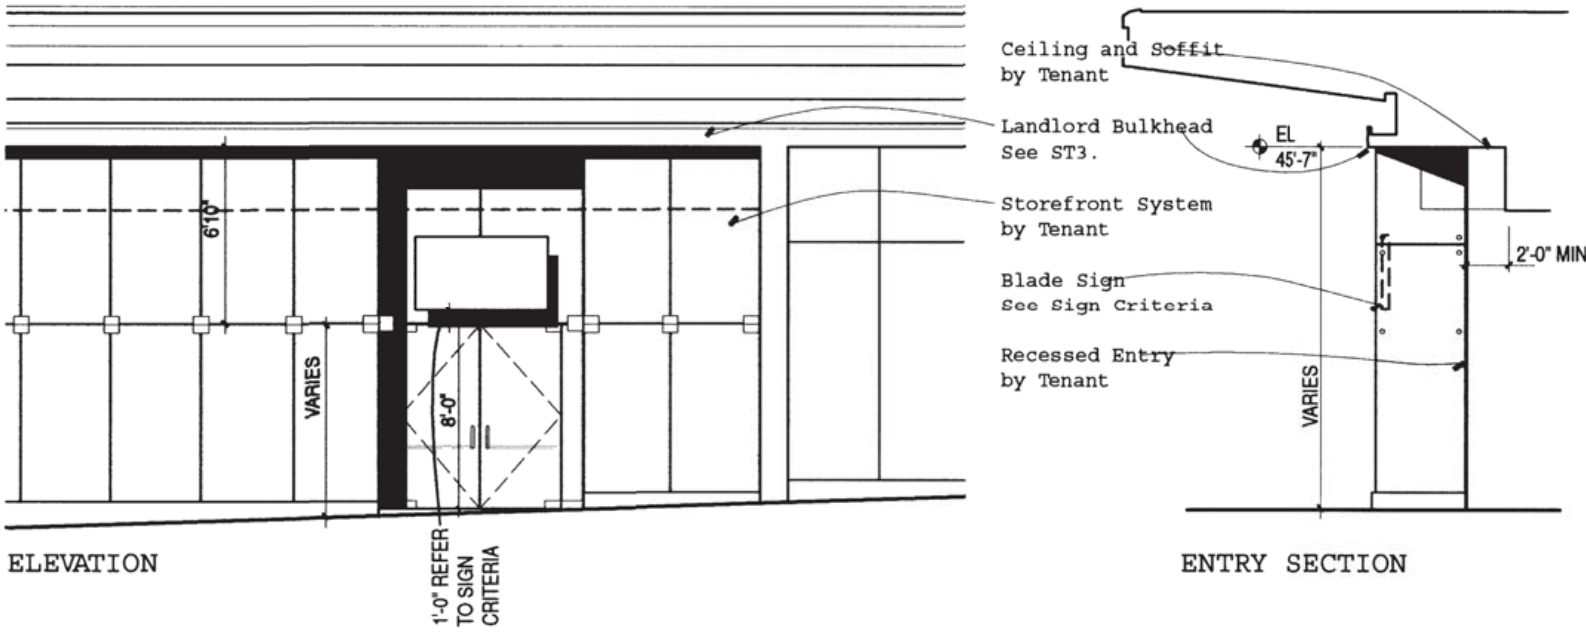 Ceiling and Soffit
by Tenant
Landlord Bulkhead
See ST3.
Storefront System
by Tenant
Blade Sign
See Sign Criteria
Recessed Entry
by Tenant
6'10"
VARIES
8'-0"
1'-0" REFER
TO SIGN
CRITERIA
ELEVATION
EL
45'-7"
2'-0" MIN
VARIES
ENTRY SECTION